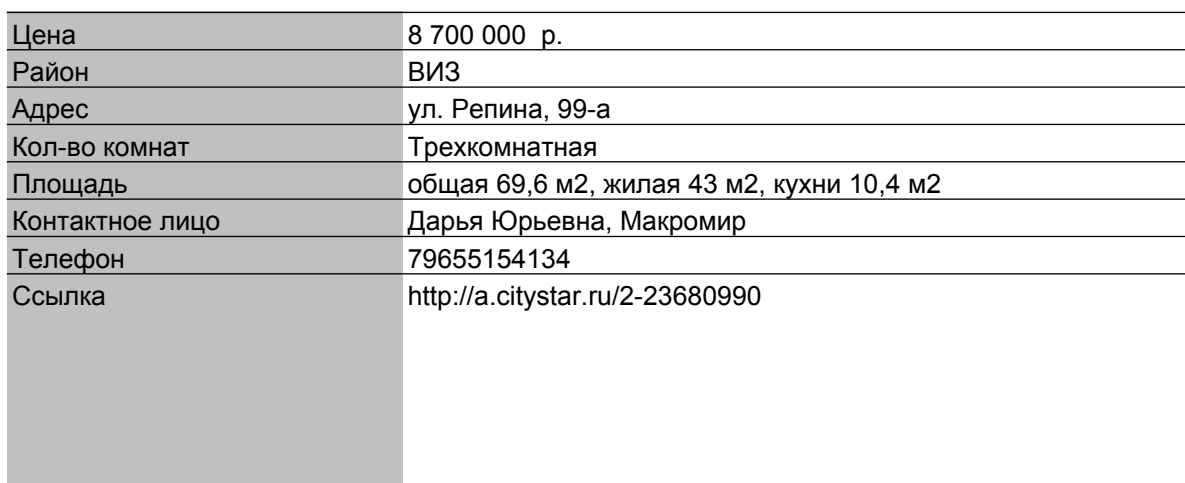 Цена 8 700 000 р.
Район ВИЗ
Адрес ул. Репина, 99-а
Кол-во комнат Трехкомнатная
Площадь общая 69,6 м2, жилая 43 м2, кухни 10,4 м2
Контактное лицо Дарья Юрьевна, Макромир
Телефон 79655154134
Ссылка http://a.citystar.ru/2-23680990